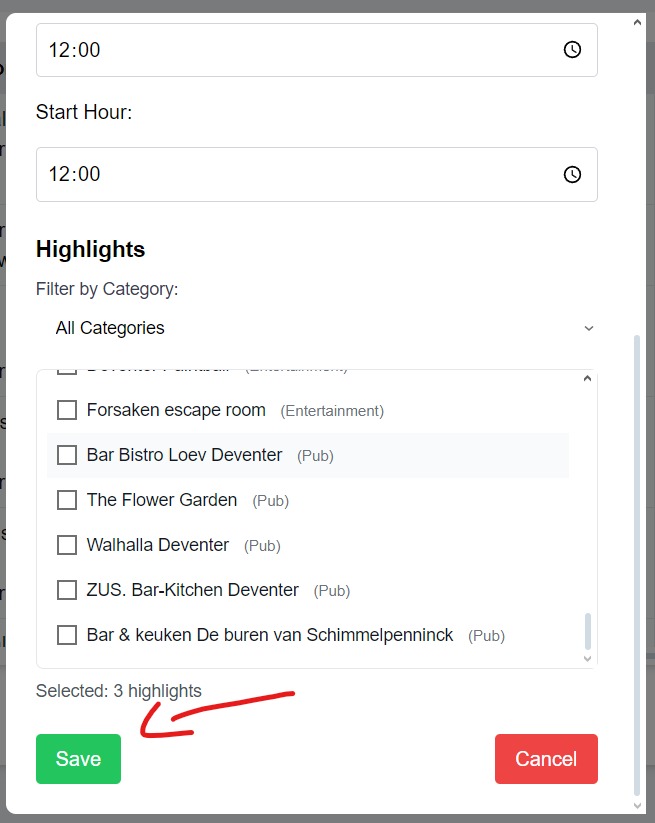 12:00
Start Hour:
12:00
Highlights
Filter by Category:
All Categories
Forsaken escape room (Entertainment)
Bar Bistro Loev Deventer (Pub)
The Flower Garden (Pub)
Walhalla Deventer (Pub)
ZUS. Bar-Kitchen Deventer (Pub)
Bar & keuken De buren van Schimmelpenninck (Pub)
Selected: 3 highlights
Save Cancel